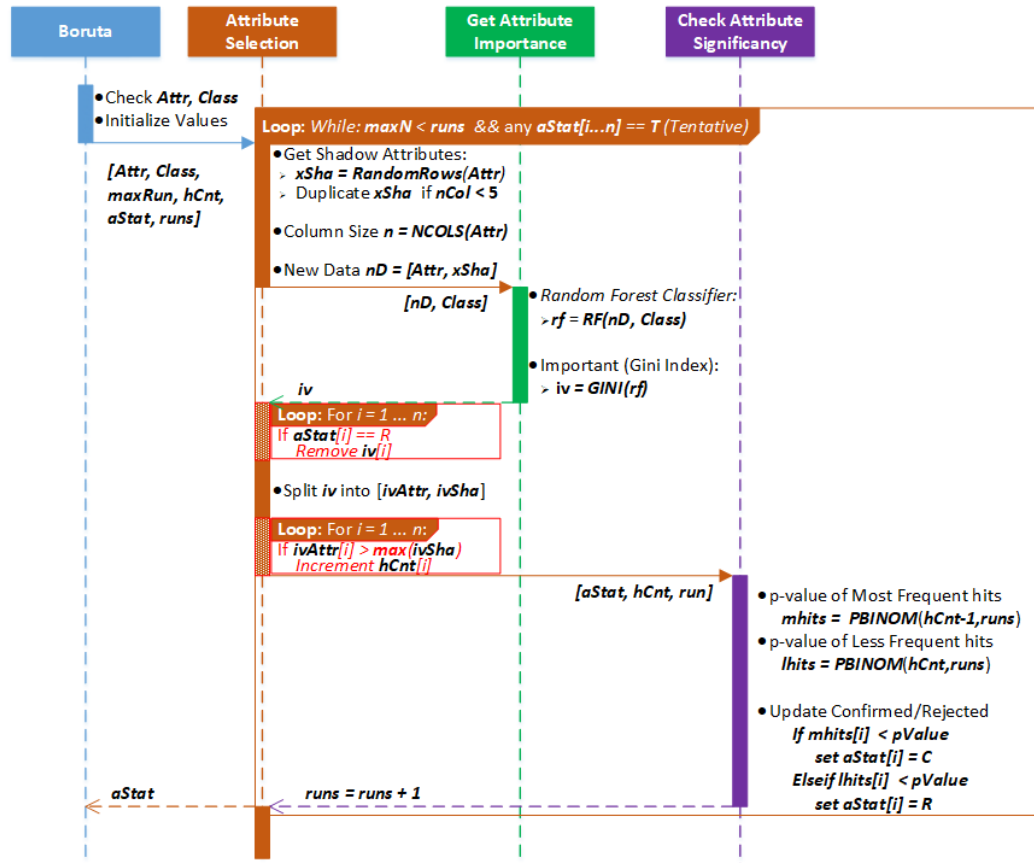 Boruta
Attribute
Selection
Get Attribute
Importance
Check Attribute
Significancy
●Check Attr, Class
●Initialize Values
[Attr, Class,
maxRun, hCnt,
aStat, runs]
Loop: While: maxN < runs && any aStat[i...n] == T (Tentative)
●Get Shadow Attributes:
➢ xSha = RandomRows(Attr)
➢ Duplicate xSha if nCol < 5
●Column Size n = NCOLS(Attr)
●New Data nD = [Attr, xSha]
[nD, Class]
●Random Forest Classifier:
➢rf = RF(nD, Class)
●Important (Gini Index):
➢ iv = GINI(rf)
iv
Loop: For i = 1 ... n:
If aStat[i] == R
Remove iv[i]
●Split iv into [ivAttr, ivSha]
Loop: For i = 1 ... n:
If ivAttr[i] > max(ivSha)
Increment hCnt[i]
[aStat, hCnt, run]
●p-value of Most Frequent hits
mhits = PBINOM(hCnt-1,runs)
●p-value of Less Frequent hits
lhits = PBINOM(hCnt,runs)
●Update Confirmed/Rejected
If mhits[i] < pValue
set aStat[i] = C
Elseif lhits[i] < pValue
set aStat[i] = R
aStat
runs = runs + 1